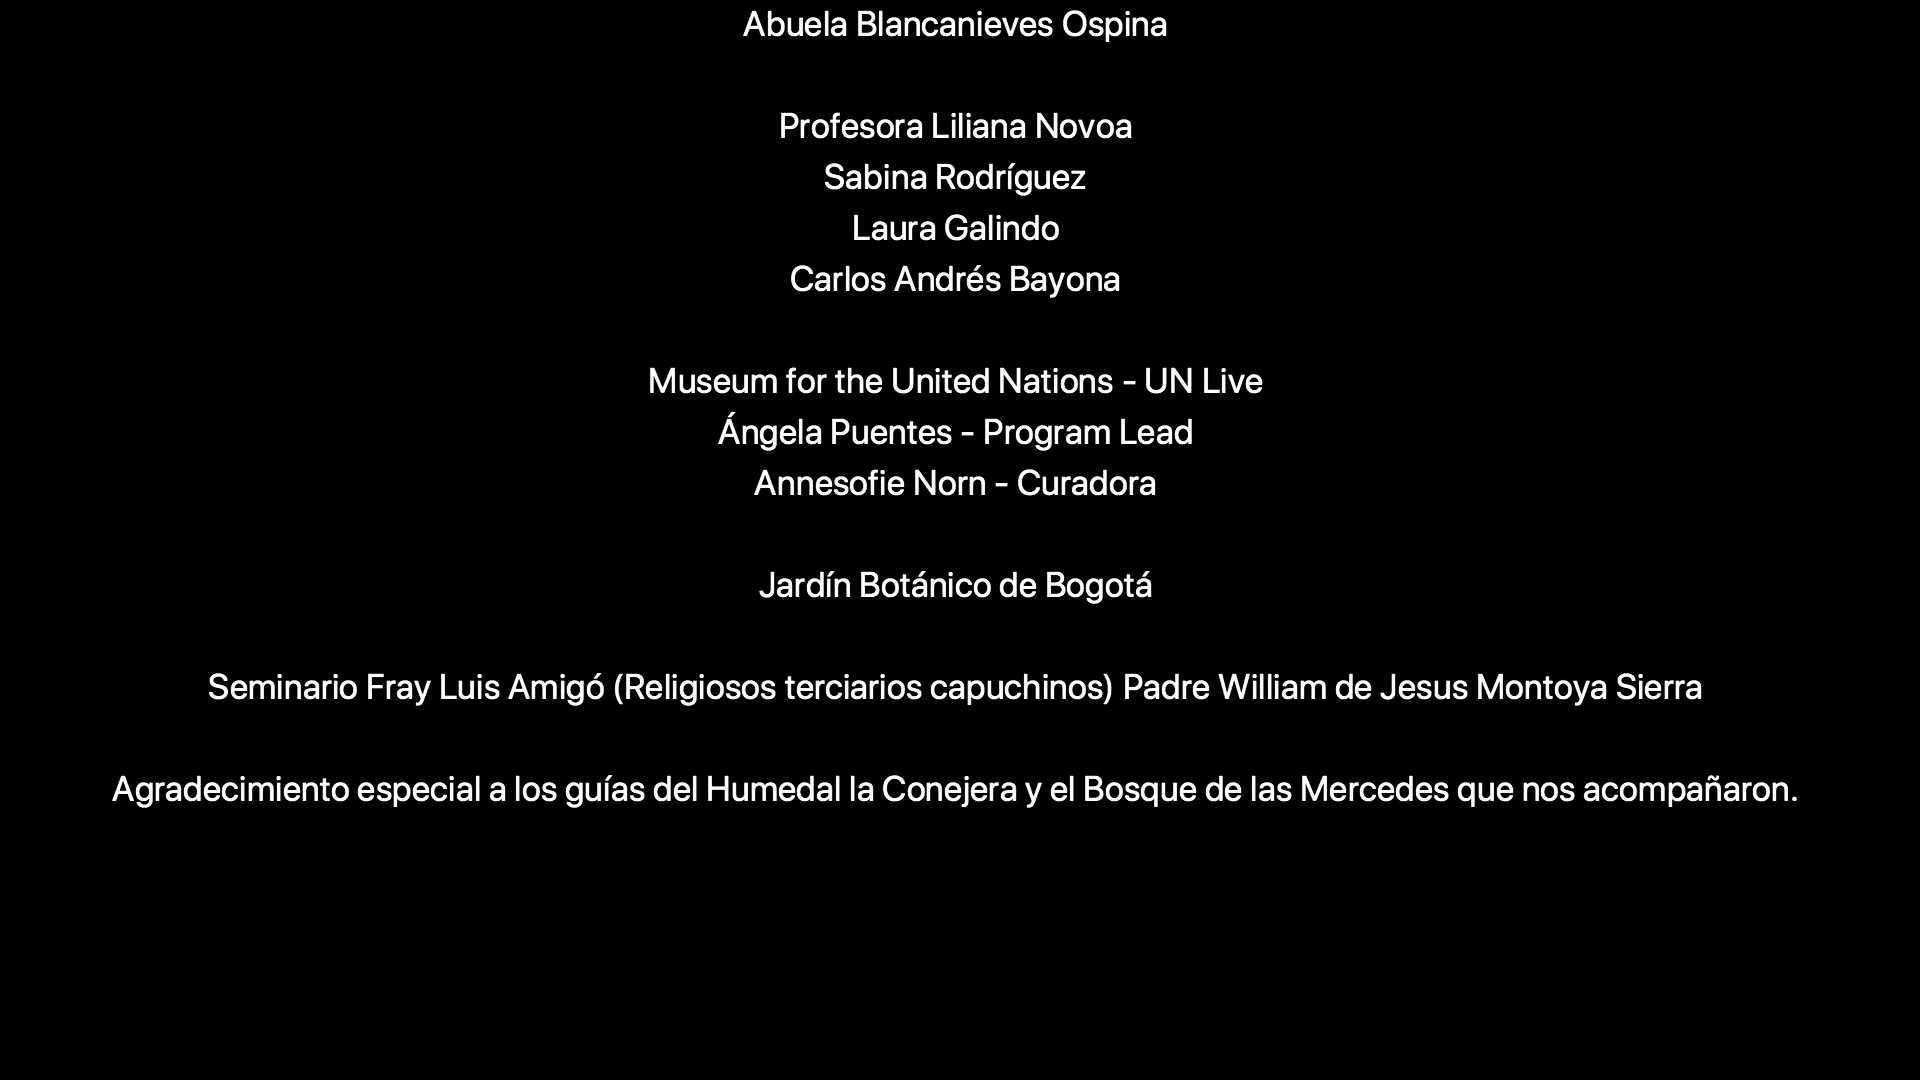 Abuela Blancanieves Ospina
Profesora Liliana Novoa
Sabina Rodríguez
Laura Galindo
Carlos Andrés Bayona
Museum for the United Nations - UN Live
Ángela Puentes - Program Lead
Annesofie Norn - Curadora
Jardín Botánico de Bogotá
Seminario Fray Luis Amigó (Religiosos terciarios capuchinos) Padre William de Jesus Montoya Sierra
Agradecimiento especial a los guías del Humedal la Conejera y el Bosque de las Mercedes que nos acompañaron.